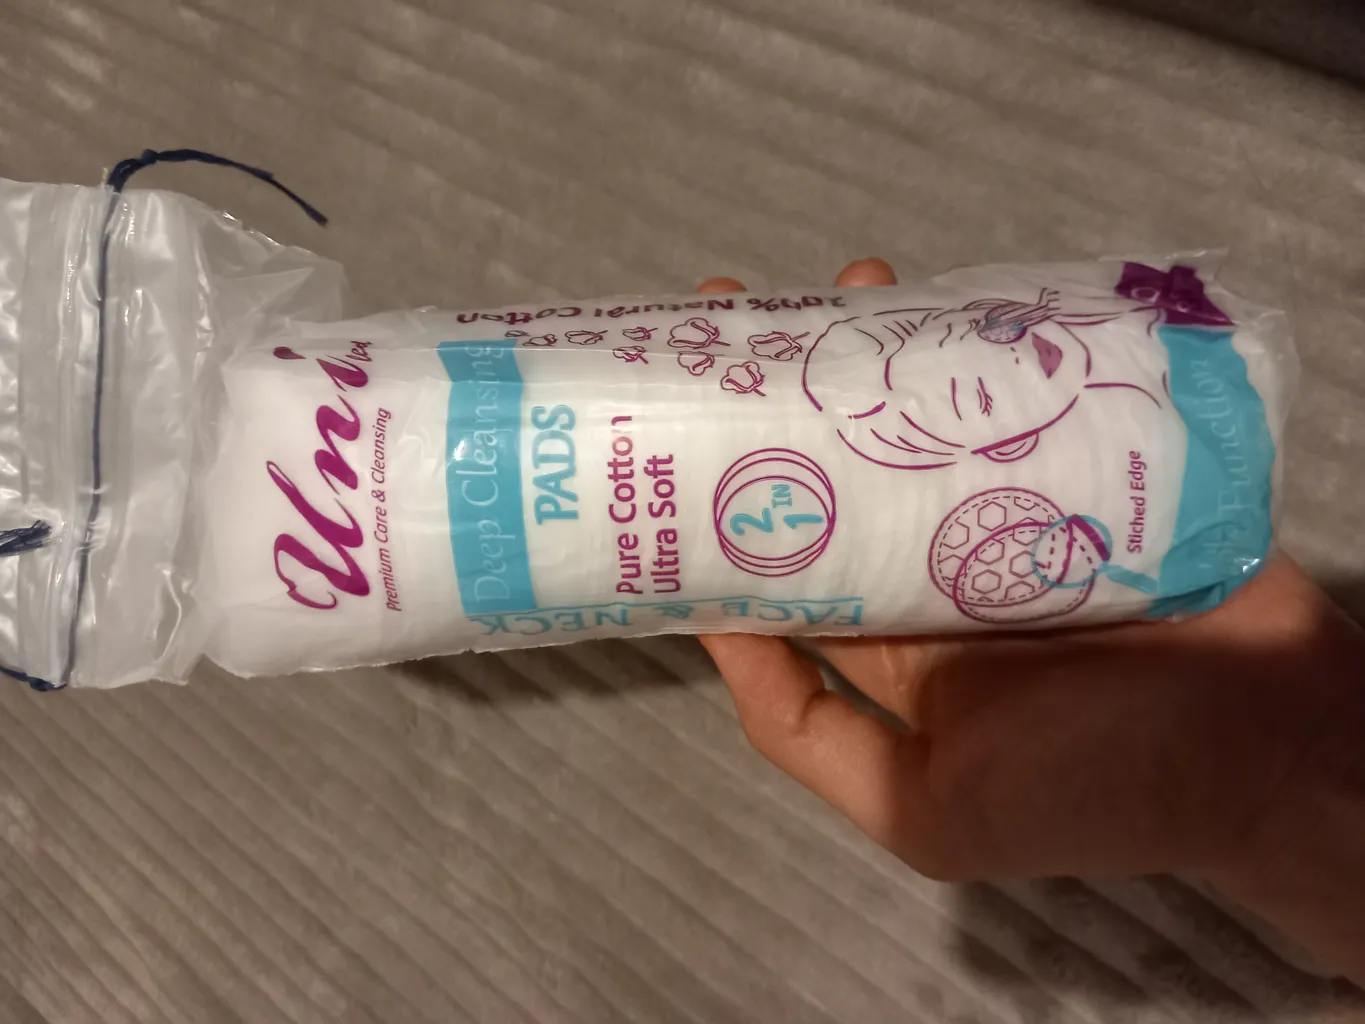 Uni
Premium Care & Cleansing
Deep Cleansing
PADS
Pure Cotton
Ultra Soft
2
IN
1
Stiched Edge
Function
100% Natural Cotton
FACE & NECK